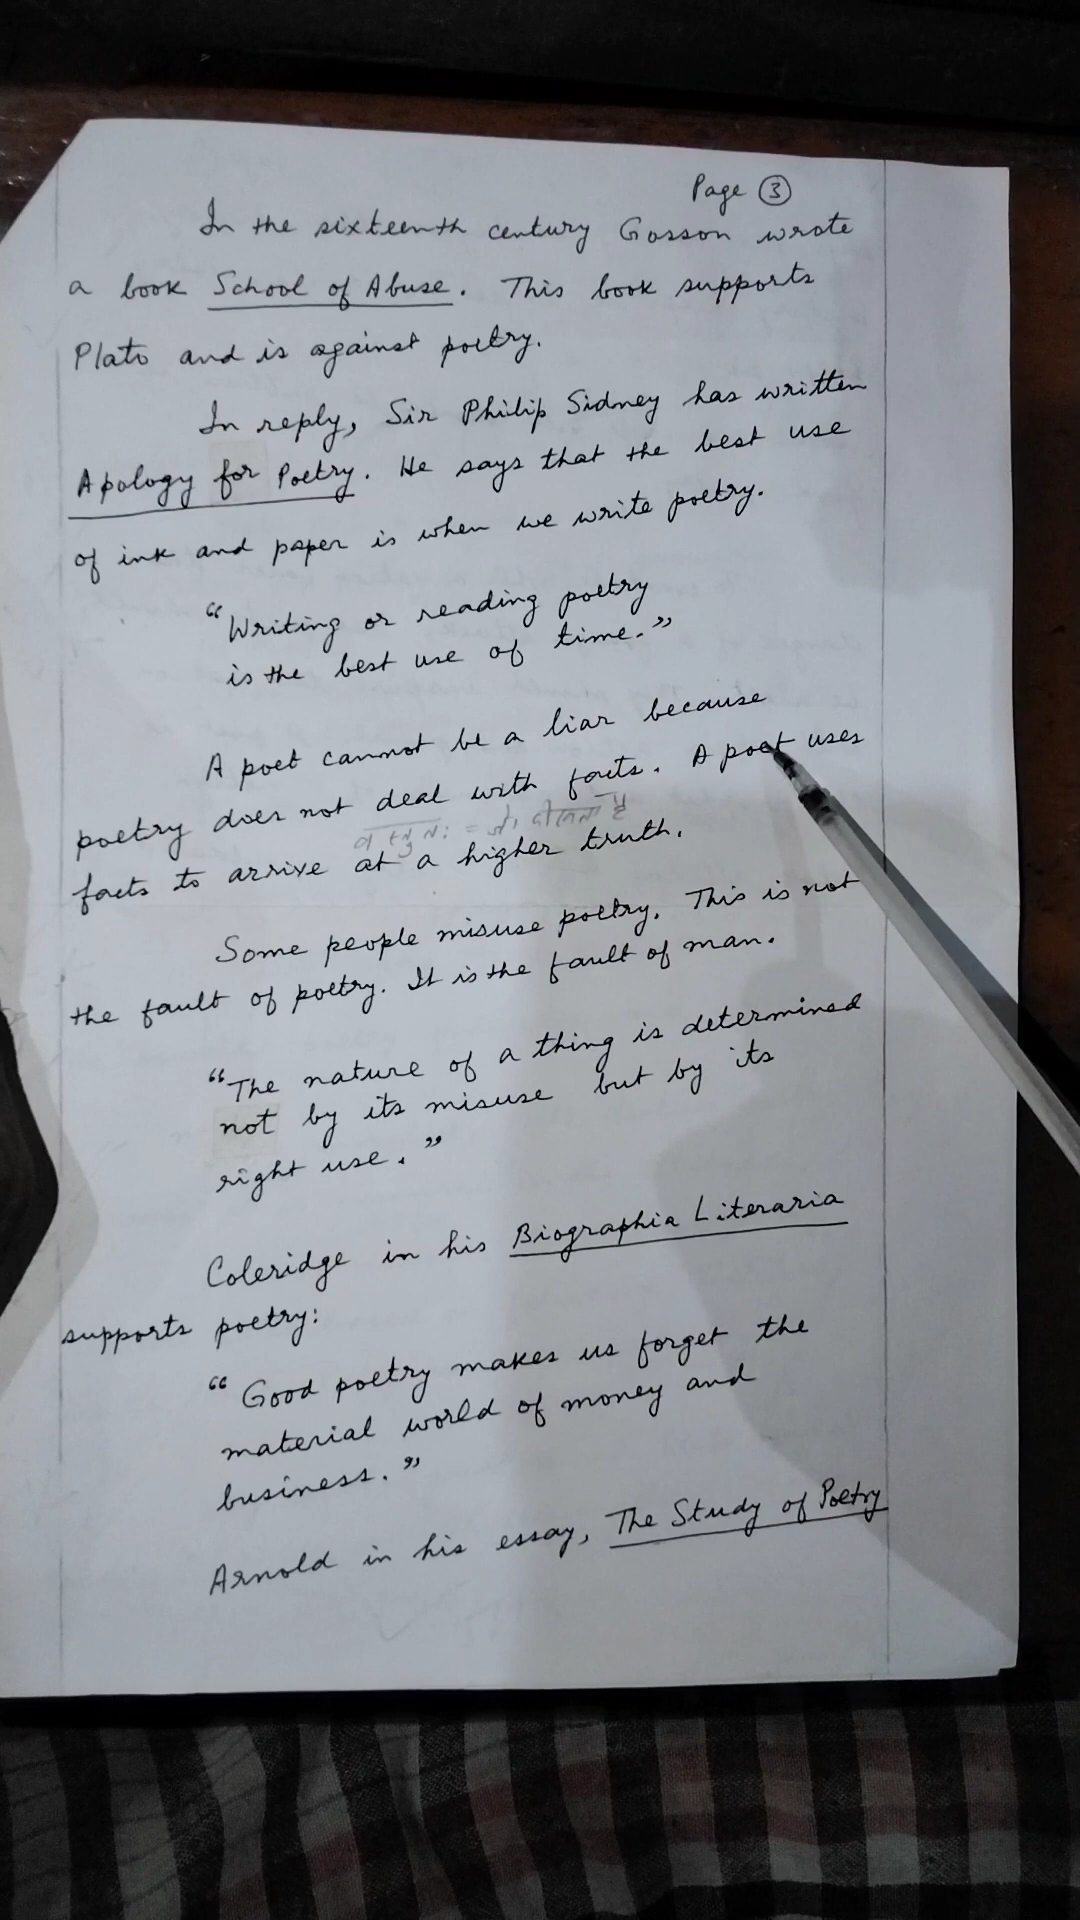 Page ③
In the sixteenth century Gosson wrote
a book School of Abuse. This book supports
Plato and is against poetry.
In reply, Sir Philip Sidney has written
Apology for Poetry. He says that the best use
of ink and paper is when we write poetry.
"Writing or reading poetry
is the best use of time."
A poet cannot be a liar because
poetry does not deal with facts. A poet uses
facts to arrive at a higher truth.
Some people misuse poetry. This is not
the fault of poetry. It is the fault of man.
"The nature of a thing is determined
not by its misuse but by its
right use."
Coleridge in his Biographia Literaria
supports poetry:
"Good poetry makes us forget the
material world of money and
business."
Arnold in his essay, The Study of Poetry